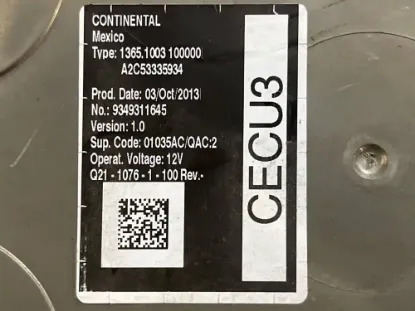 CONTINENTAL
Mexico
Type: 1365.1003 100000
A2C53335934
Prod. Date: 03/Oct/2013
No.: 9349311645
Version: 1.0
Sup. Code: 01035AC/QAC:2
Operat. Voltage: 12V
Q21 - 1076 - 1 - 100 Rev.-
CECU3